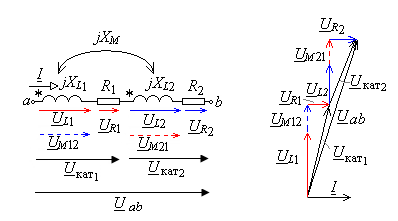 jX_M
I jX_L1 R_1 jX_L2 R_2
a * * b
U_L1 U_R1 U_L2 U_R2
U_M12 U_M21
U_кат1 U_кат2
U_ab
U_R2
U_M21
U_кат2
U_R1 U_L2
U_M12 U_ab
U_L1 U_кат1
I